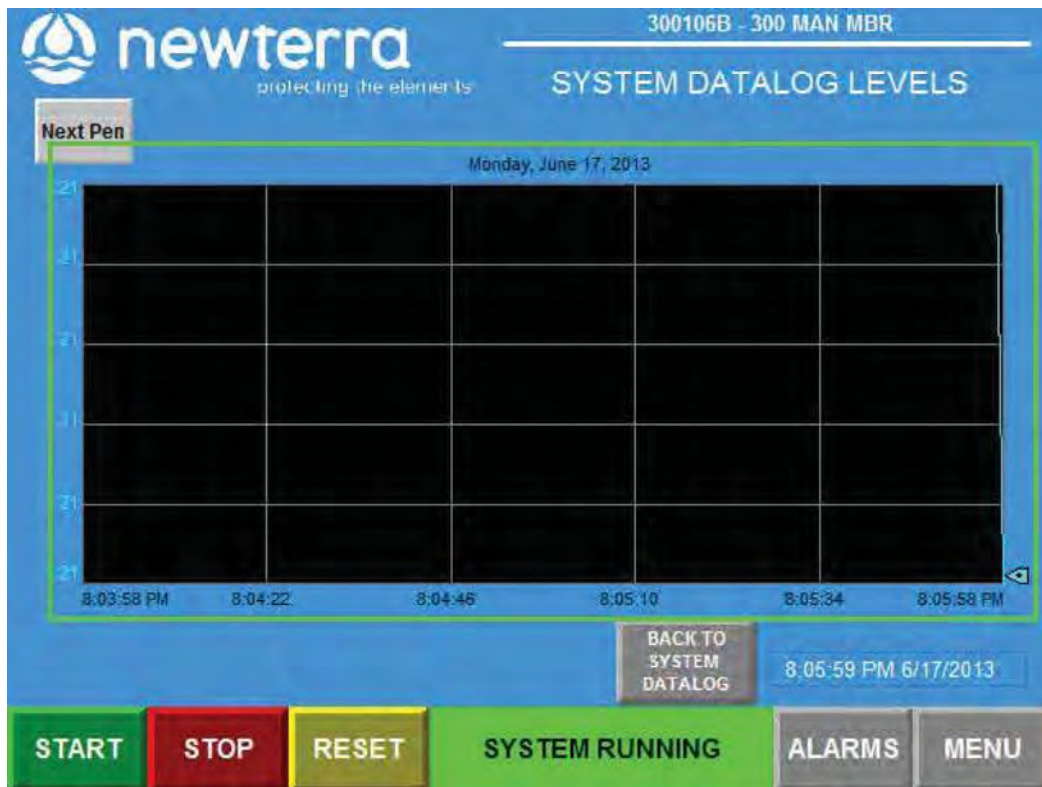 newterra
protecting the elements
300106B - 300 MAN MBR
SYSTEM DATALOG LEVELS
Next Pen
Monday, June 17, 2013
21
21
21
21
8:03:58 PM 8:04:22 8:04:46 8:05:10 8:05:34 8:05:58 PM
BACK TO
SYSTEM
DATALOG
8:05:59 PM 6/17/2013
START STOP RESET SYSTEM RUNNING ALARMS MENU